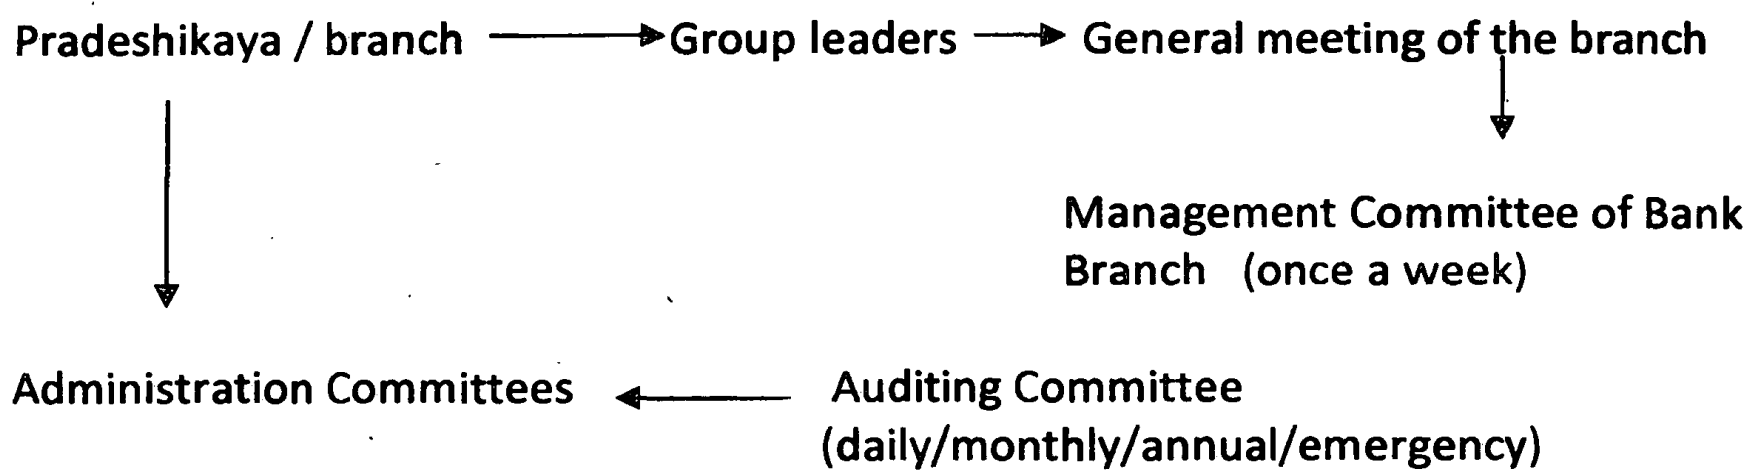 Pradeshikaya / branch Group leaders General meeting of the branch
Management Committee of Bank
Branch (once a week)
Administration Committees Auditing Committee
(daily/monthly/annual/emergency)